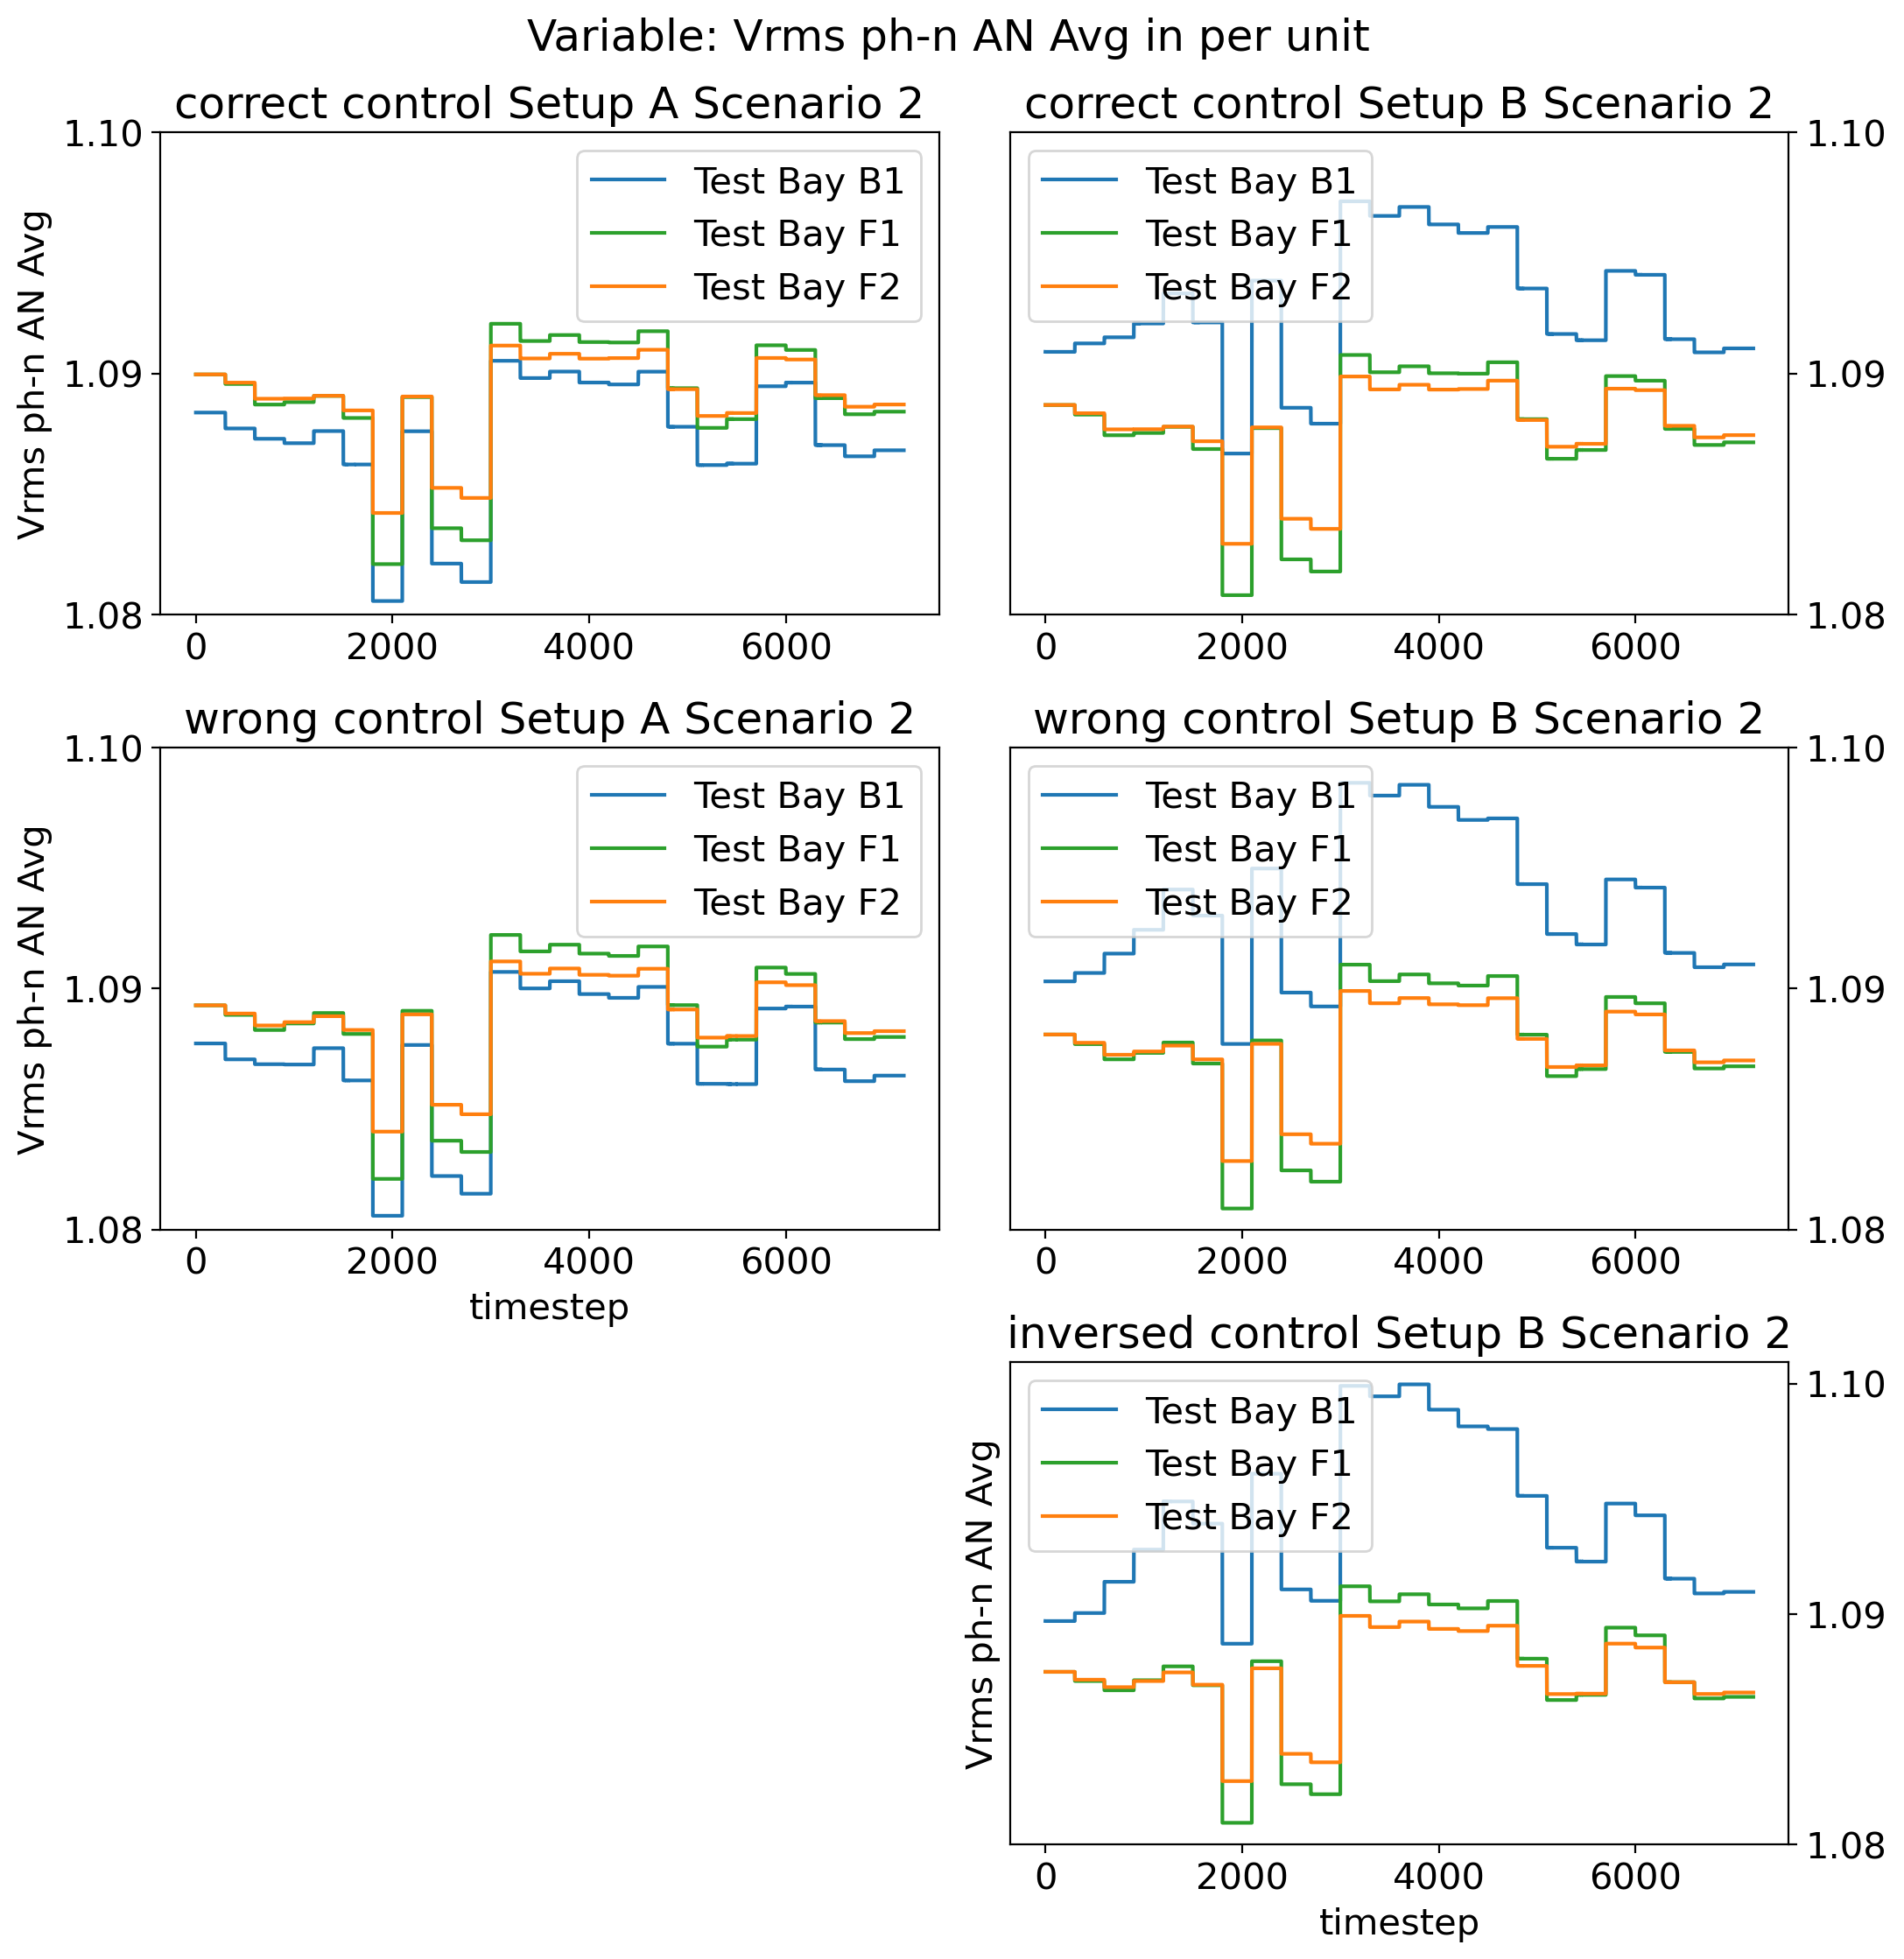 Variable: Vrms ph-n AN Avg in per unit
correct control Setup A Scenario 2
1.10
1.09
1.08
Vrms ph-n AN Avg
Test Bay B1
Test Bay F1
Test Bay F2
0 2000 4000 6000
correct control Setup B Scenario 2
Test Bay B1
Test Bay F1
Test Bay F2
1.10
1.09
1.08
0 2000 4000 6000
wrong control Setup A Scenario 2
1.10
1.09
1.08
Vrms ph-n AN Avg
Test Bay B1
Test Bay F1
Test Bay F2
0 2000 4000 6000
timestep
wrong control Setup B Scenario 2
Test Bay B1
Test Bay F1
Test Bay F2
1.10
1.09
1.08
0 2000 4000 6000
inversed control Setup B Scenario 2
Vrms ph-n AN Avg
Test Bay B1
Test Bay F1
Test Bay F2
1.10
1.09
1.08
0 2000 4000 6000
timestep